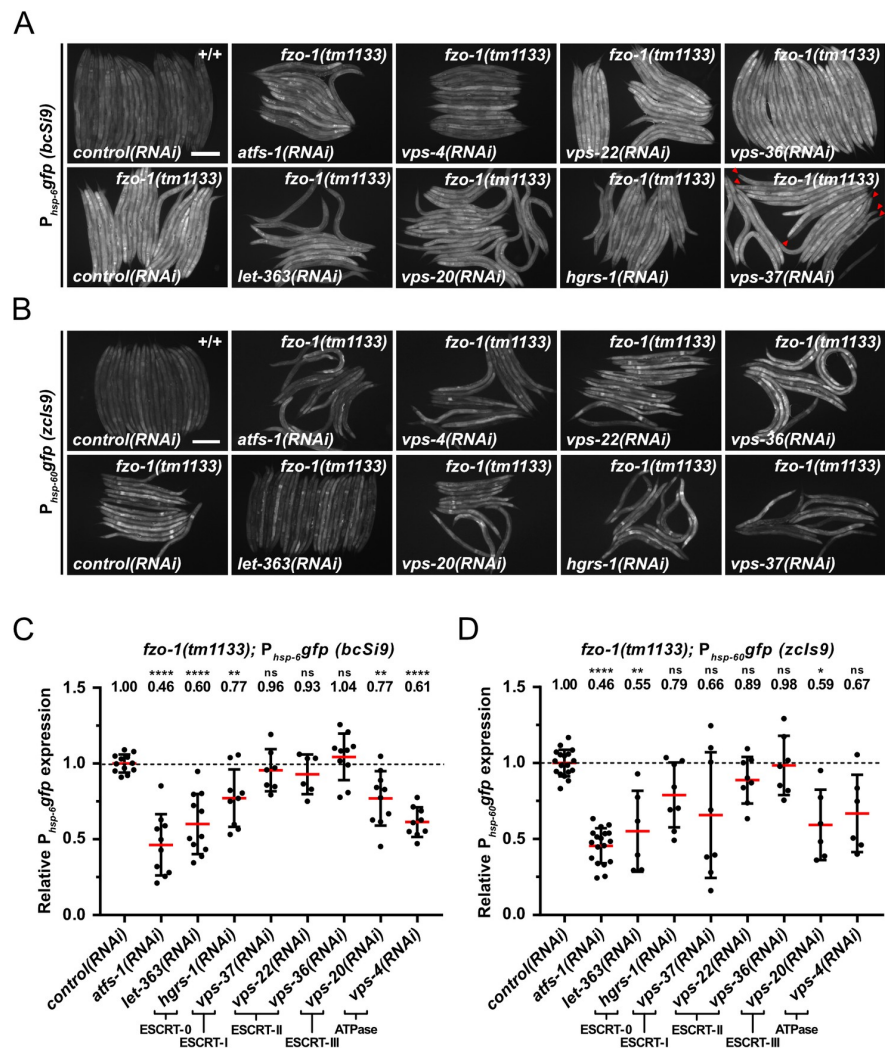 A
P hsp-6 gfp (bcSi9)
+/+
control(RNAi)
fzo-1(tm1133)
atfs-1(RNAi)
fzo-1(tm1133)
vps-4(RNAi)
fzo-1(tm1133)
vps-22(RNAi)
fzo-1(tm1133)
vps-36(RNAi)
fzo-1(tm1133)
control(RNAi)
fzo-1(tm1133)
let-363(RNAi)
fzo-1(tm1133)
vps-20(RNAi)
fzo-1(tm1133)
hgrs-1(RNAi)
fzo-1(tm1133)
vps-37(RNAi)
B
P hsp-60 gfp (zcIs9)
+/+
control(RNAi)
fzo-1(tm1133)
atfs-1(RNAi)
fzo-1(tm1133)
vps-4(RNAi)
fzo-1(tm1133)
vps-22(RNAi)
fzo-1(tm1133)
vps-36(RNAi)
fzo-1(tm1133)
control(RNAi)
fzo-1(tm1133)
let-363(RNAi)
fzo-1(tm1133)
vps-20(RNAi)
fzo-1(tm1133)
hgrs-1(RNAi)
fzo-1(tm1133)
vps-37(RNAi)
C
fzo-1(tm1133); P hsp-6 gfp (bcSi9)
**** **** ** ns ns ns ** ****
1.00 0.46 0.60 0.77 0.96 0.93 1.04 0.77 0.61
Relative P hsp-6 gfp expression
1.5
1.0
0.5
0.0
control(RNAi)
atfs-1(RNAi)
let-363(RNAi)
hgrs-1(RNAi)
vps-37(RNAi)
vps-22(RNAi)
vps-36(RNAi)
vps-20(RNAi)
vps-4(RNAi)
ESCRT-0
ESCRT-I
ESCRT-II
ESCRT-III
ATPase
D
fzo-1(tm1133); P hsp-60 gfp (zcIs9)
**** ** ns ns ns ns * ns
1.00 0.46 0.55 0.79 0.66 0.89 0.98 0.59 0.67
Relative P hsp-60 gfp expression
1.5
1.0
0.5
0.0
control(RNAi)
atfs-1(RNAi)
let-363(RNAi)
hgrs-1(RNAi)
vps-37(RNAi)
vps-22(RNAi)
vps-36(RNAi)
vps-20(RNAi)
vps-4(RNAi)
ESCRT-0
ESCRT-I
ESCRT-II
ESCRT-III
ATPase